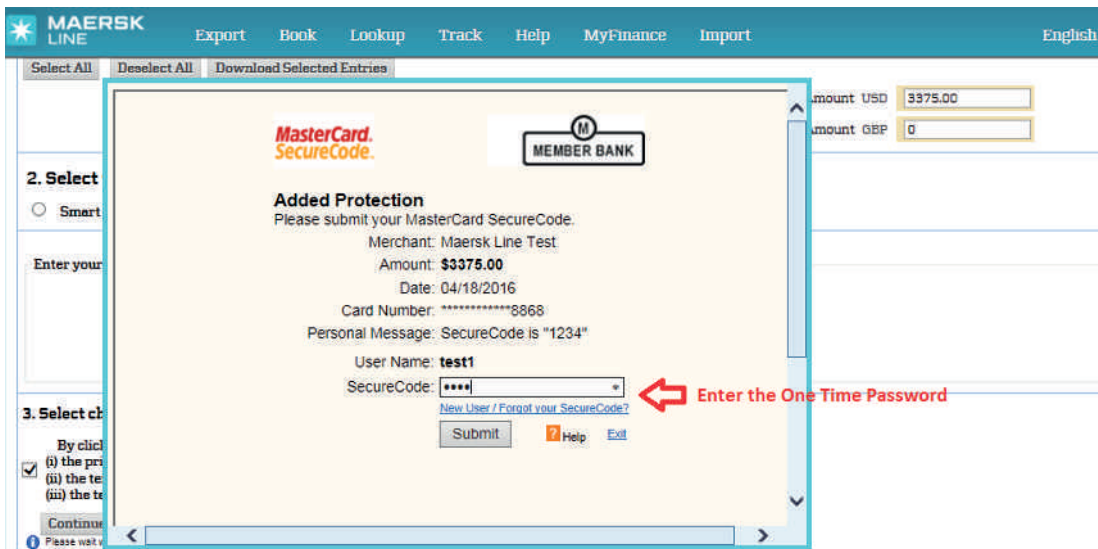 MAERSK
LINE
Export Book Lookup Track Help MyFinance Import English
Select All Deselect All Download Selected Entries
Amount USD 3375.00
Amount GBP 0
MasterCard.
SecureCode.
M
MEMBER BANK
2. Select
Added Protection
Please submit your MasterCard SecureCode.
Smart
Merchant: Maersk Line Test
Amount: $3375.00
Enter your
Date: 04/18/2016
Card Number: ************8868
Personal Message: SecureCode is "1234"
User Name: test1
SecureCode: ••••
Enter the One Time Password
New User / Forgot your SecureCode?
Submit ? Help Exit
3. Select ch
By click
(i) the pri
(ii) the te
(iii) the te
Continue
Please wait